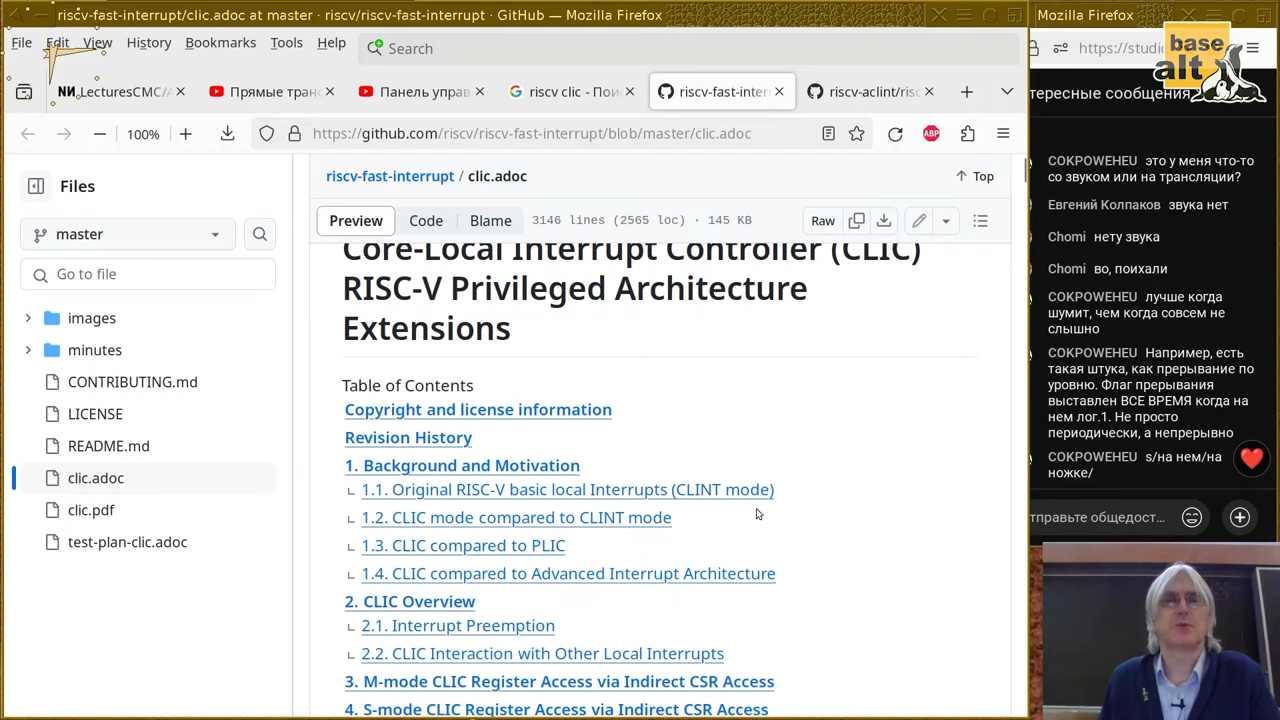 riscv-fast-interrupt/clic.adoc at master · riscv/riscv-fast-interrupt · GitHub — Mozilla Firefox
File Edit View History Bookmarks Tools Help
Search
LecturesCMC/
Прямые тран
Панель управ
riscv clic - Пои
riscv-fast-inter
riscv-aclint/risc
100%
https://github.com/riscv/riscv-fast-interrupt/blob/master/clic.adoc
ABP
Files
master
Go to file
images
minutes
CONTRIBUTING.md
LICENSE
README.md
clic.adoc
clic.pdf
test-plan-clic.adoc
riscv-fast-interrupt / clic.adoc
Top
Preview Code Blame 3146 lines (2565 loc) · 145 KB Raw
Core-Local Interrupt Controller (CLIC)
RISC-V Privileged Architecture
Extensions
Table of Contents
Copyright and license information
Revision History
1. Background and Motivation
1.1. Original RISC-V basic local Interrupts (CLINT mode)
1.2. CLIC mode compared to CLINT mode
1.3. CLIC compared to PLIC
1.4. CLIC compared to Advanced Interrupt Architecture
2. CLIC Overview
2.1. Interrupt Preemption
2.2. CLIC Interaction with Other Local Interrupts
3. M-mode CLIC Register Access via Indirect CSR Access
4. S-mode CLIC Register Access via Indirect CSR Access
Mozilla Firefox
https://studi
base
alt
тересные сообщения
COKPOWEHEU это у меня что-то
со звуком или на трансляции?
Евгений Колпаков звука нет
Chomi нету звука
Chomi во, поихали
COKPOWEHEU лучше когда
шумит, чем когда совсем не
слышно
COKPOWEHEU Например, есть
такая штука, как прерывание по
уровню. Флаг прерывания
выставлен ВСЕ ВРЕМЯ когда на
нем лог.1. Не просто
периодически, а непрерывно
COKPOWEHEU s/на нем/на
ножке/
тправьте общедост...